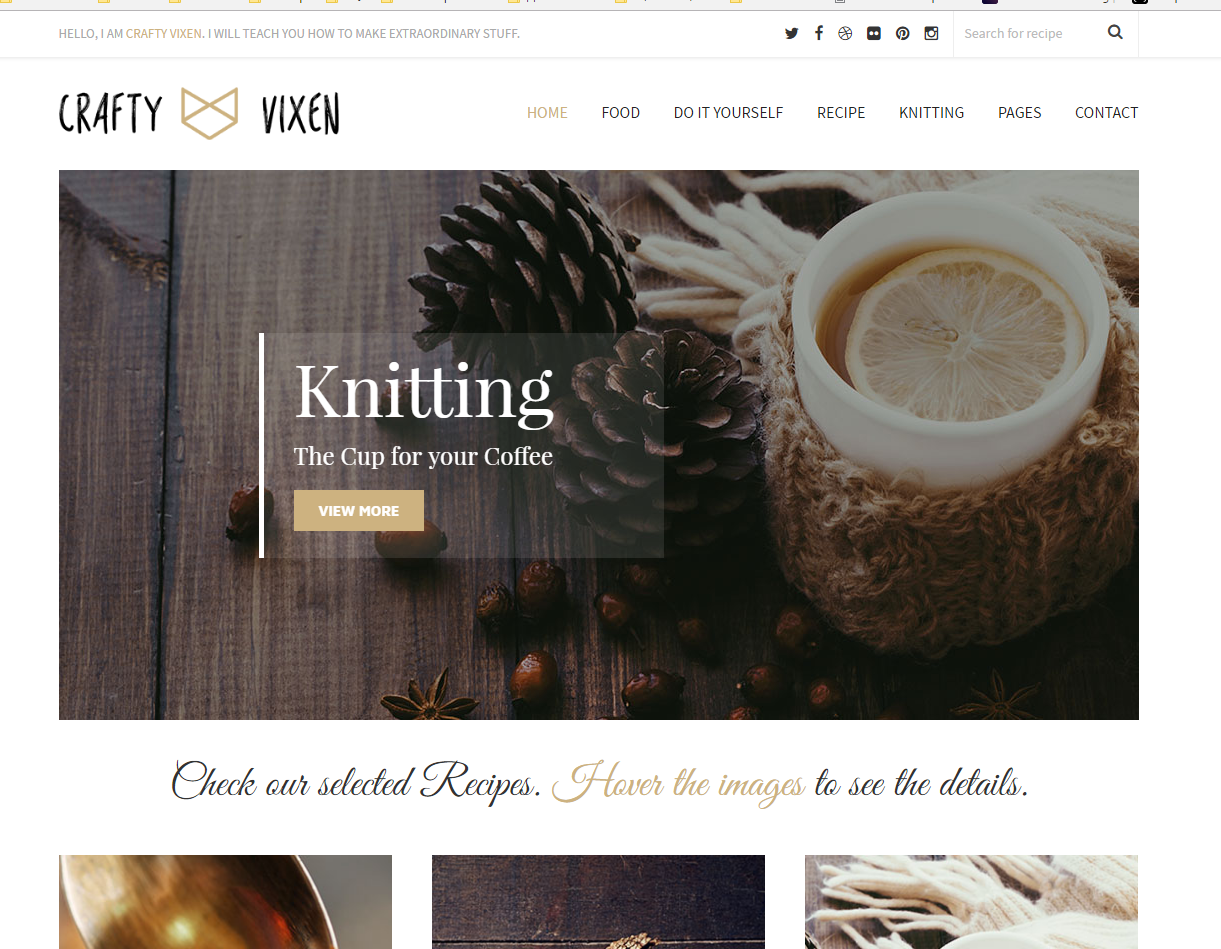 HELLO, I AM CRAFTY VIXEN. I WILL TEACH YOU HOW TO MAKE EXTRAORDINARY STUFF.
Search for recipe
CRAFTY VIXEN
HOME FOOD DO IT YOURSELF RECIPE KNITTING PAGES CONTACT
Knitting
The Cup for your Coffee
VIEW MORE
Check our selected Recipes. Hover the images to see the details.